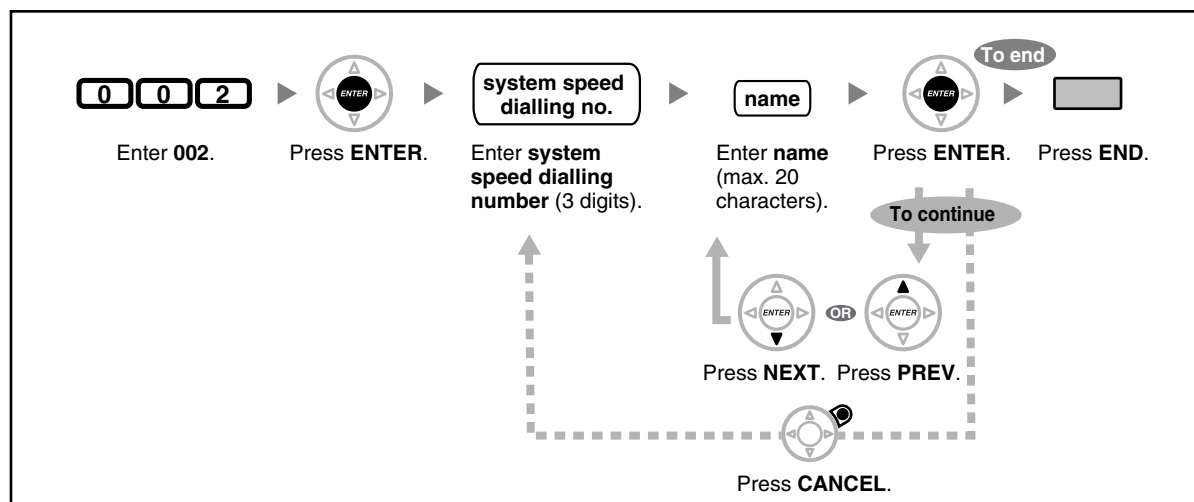 To end
0 0 2
ENTER
system speed
dialling no.
name
ENTER
Enter 002.
Press ENTER.
Enter system
speed dialling
number (3 digits).
Enter name
(max. 20
characters).
Press ENTER.
Press END.
To continue
ENTER
OR
ENTER
Press NEXT.
Press PREV.
Press CANCEL.